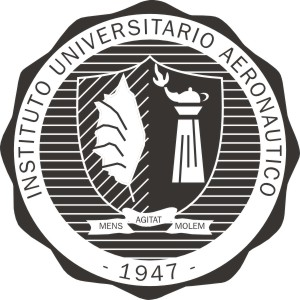 INSTITUTO UNIVERSITARIO AERONAUTICO
MENS AGITAT MOLEM
- 1947 -